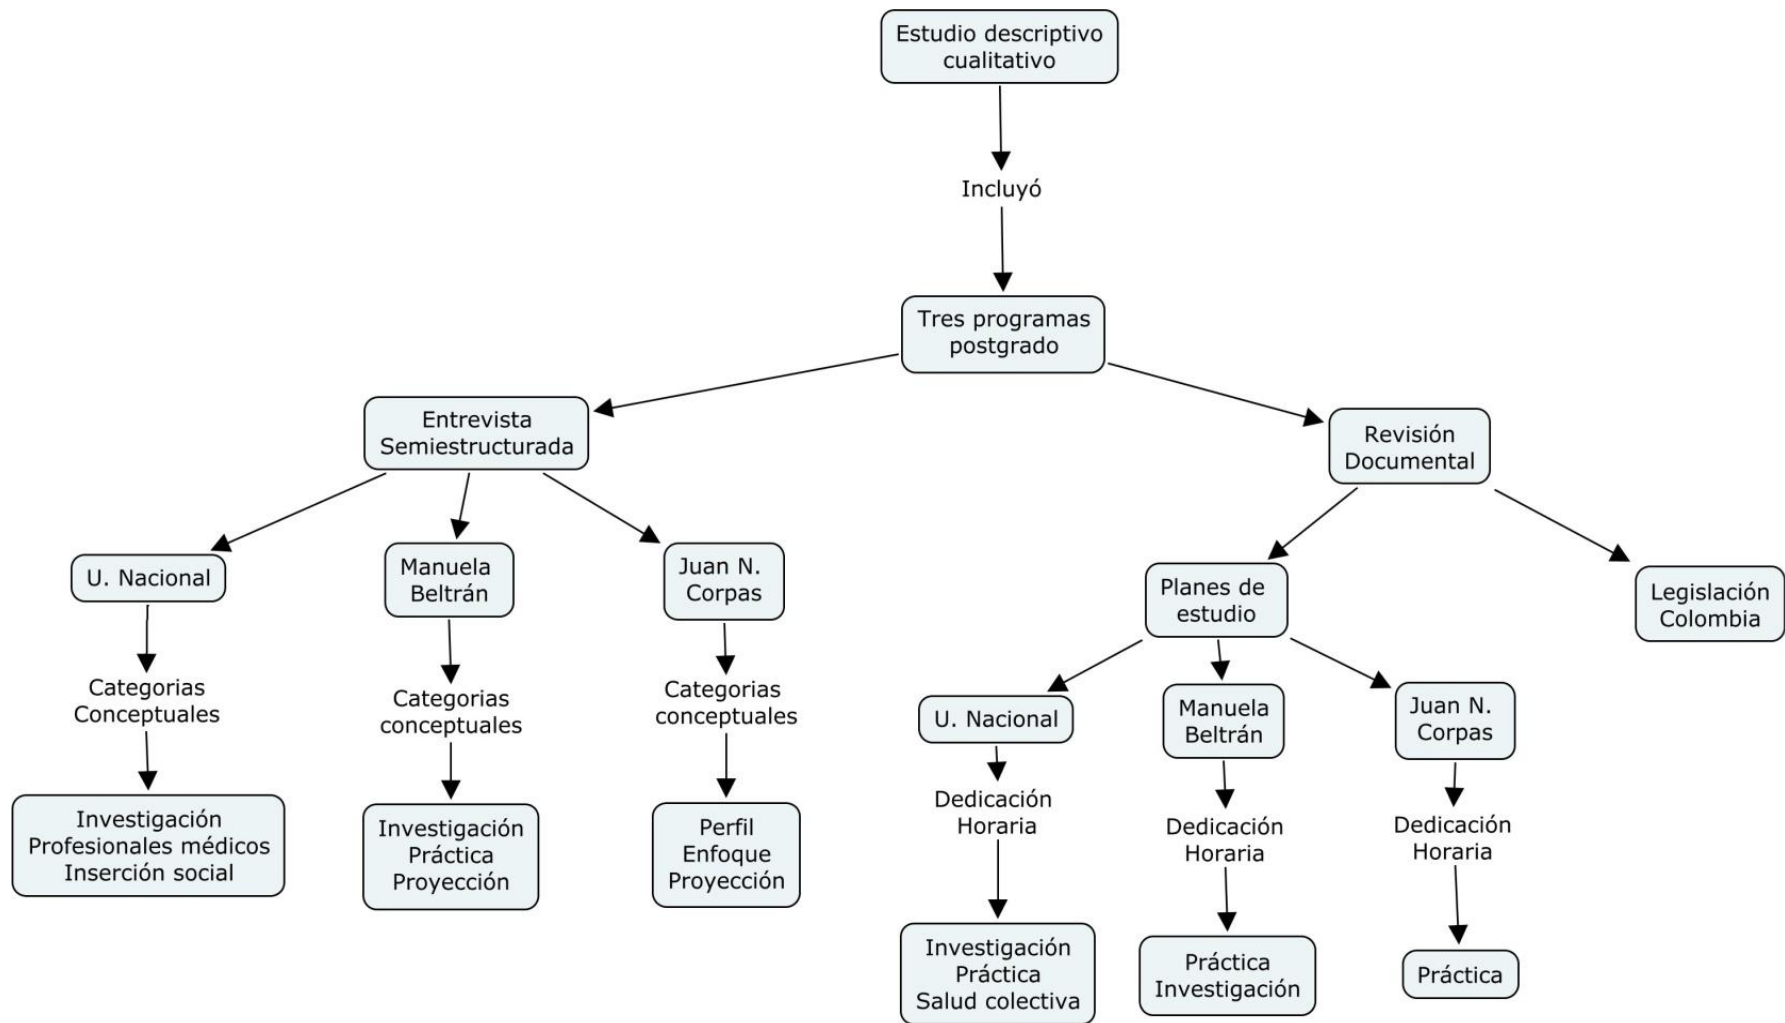 Estudio descriptivo
cualitativo
Incluyó
Tres programas
postgrado
Entrevista
Semiestructurada
Revisión
Documental
U. Nacional
Manuela
Beltrán
Juan N.
Corpas
Planes de
estudio
Legislación
Colombia
Categorias
Conceptuales
Categorias
conceptuales
Categorias
conceptuales
U. Nacional
Manuela
Beltrán
Juan N.
Corpas
Investigación
Profesionales médicos
Inserción social
Investigación
Práctica
Proyección
Perfil
Enfoque
Proyección
Dedicación
Horaria
Dedicación
Horaria
Dedicación
Horaria
Investigación
Práctica
Salud colectiva
Práctica
Investigación
Práctica